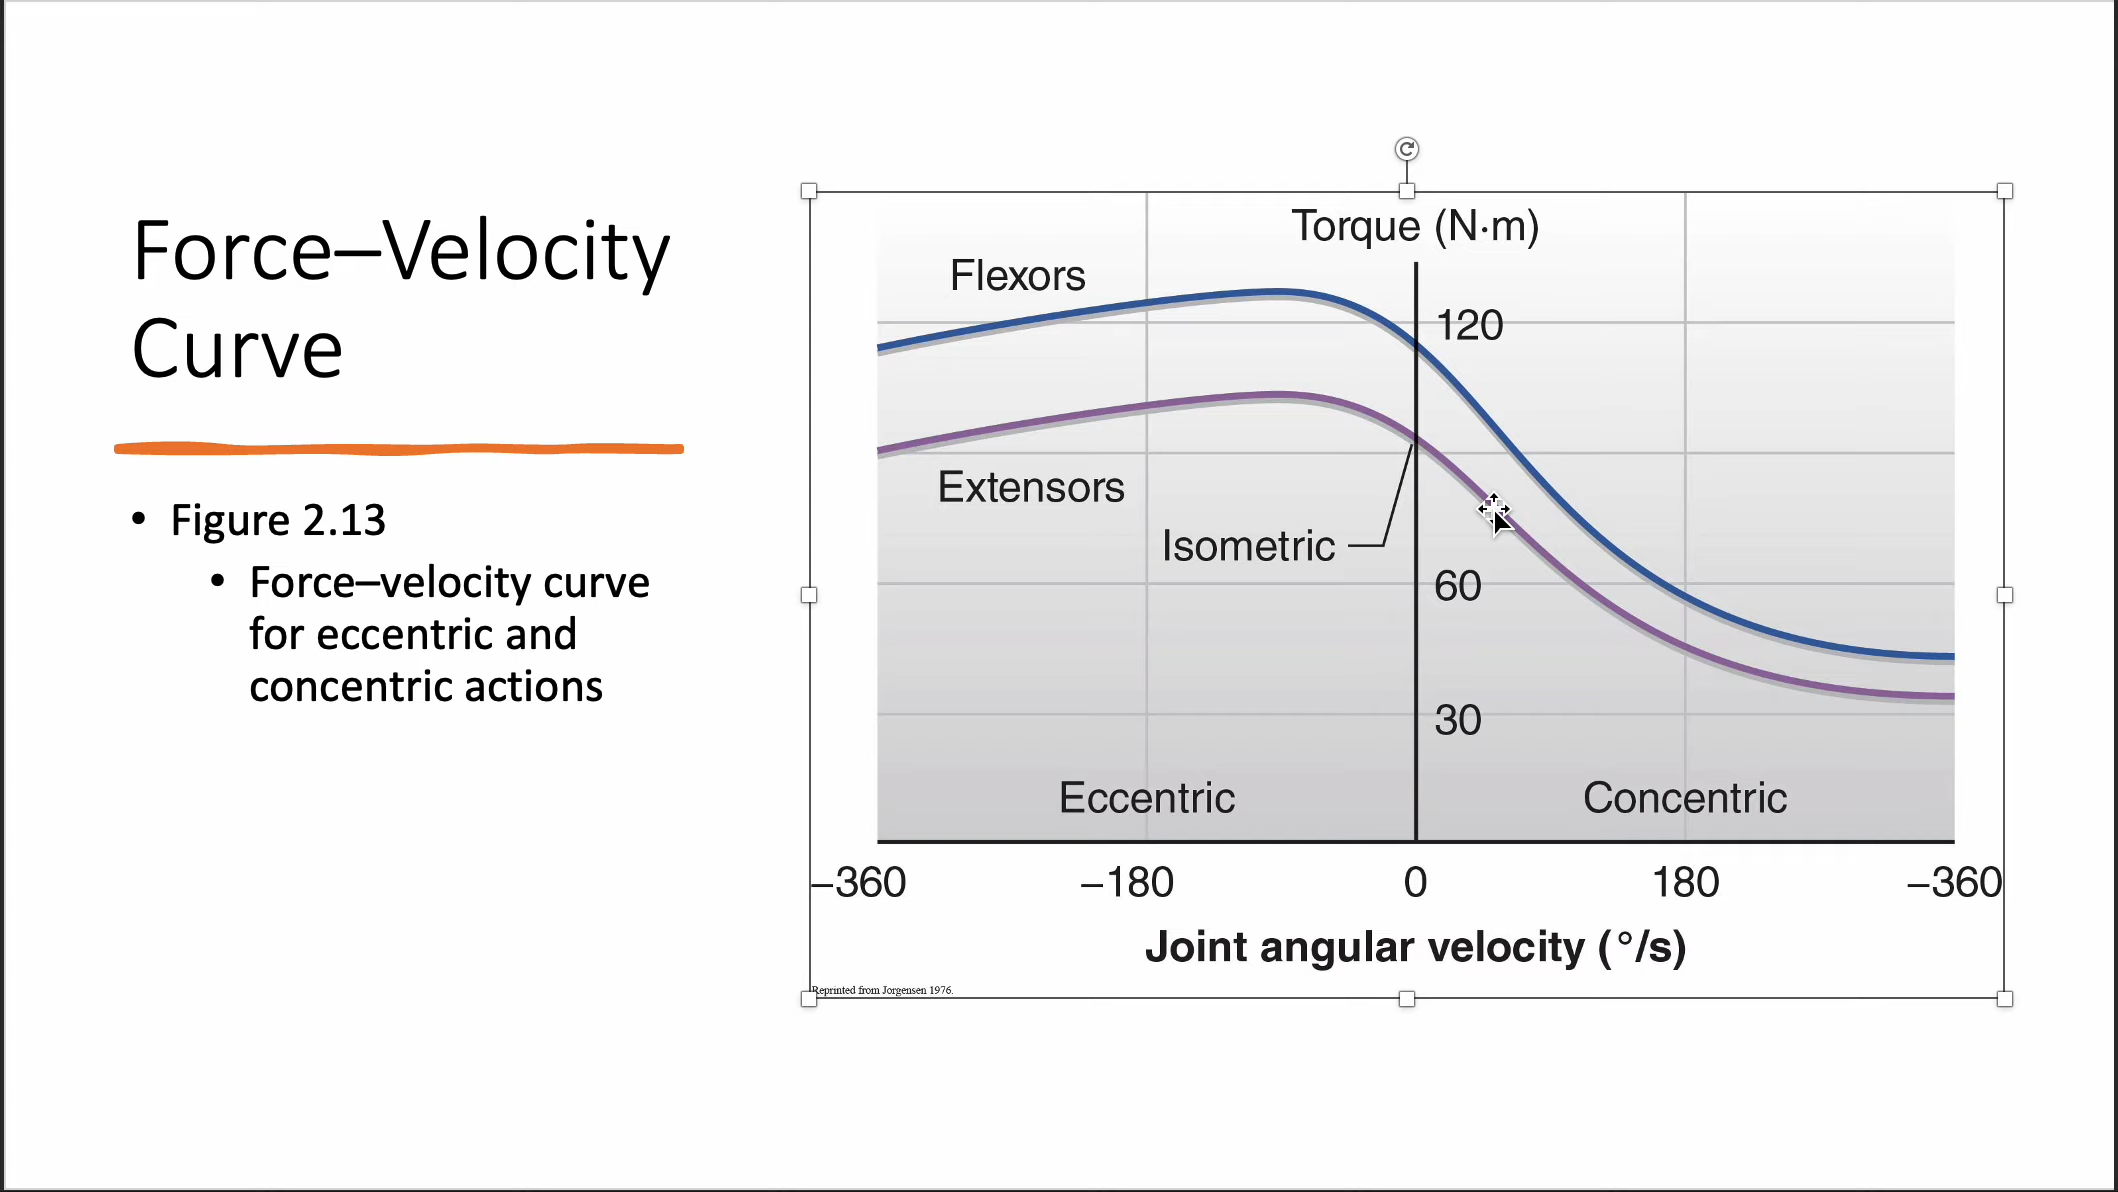 Force–Velocity
Curve
• Figure 2.13
• Force–velocity curve
for eccentric and
concentric actions
Torque (N·m)
Flexors
120
Extensors
Isometric
60
30
Eccentric
Concentric
–360
–180
0
180
–360
Joint angular velocity (°/s)
Reprinted from Jorgensen 1976.